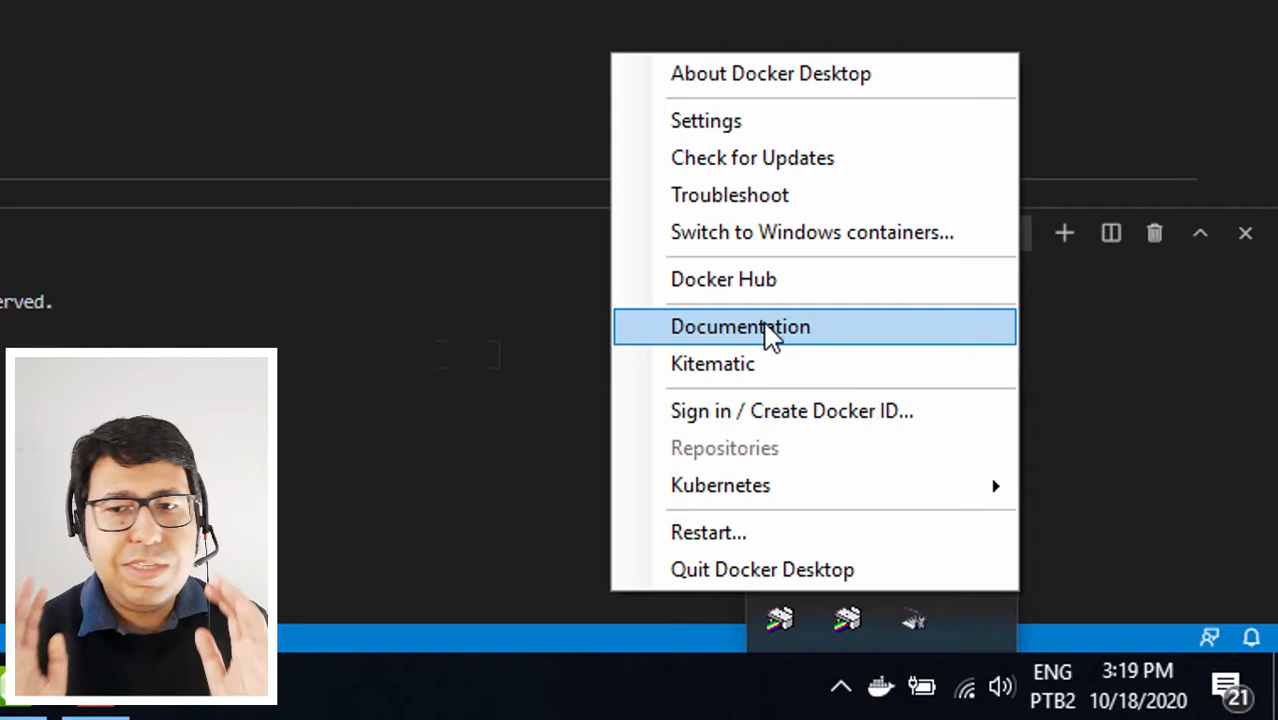 About Docker Desktop
Settings
Check for Updates
Troubleshoot
Switch to Windows containers...
Docker Hub
erved.
Documentation
Kitematic
Sign in / Create Docker ID...
Repositories
Kubernetes
Restart...
Quit Docker Desktop
ENG
PTB2
3:19 PM
10/18/2020
21